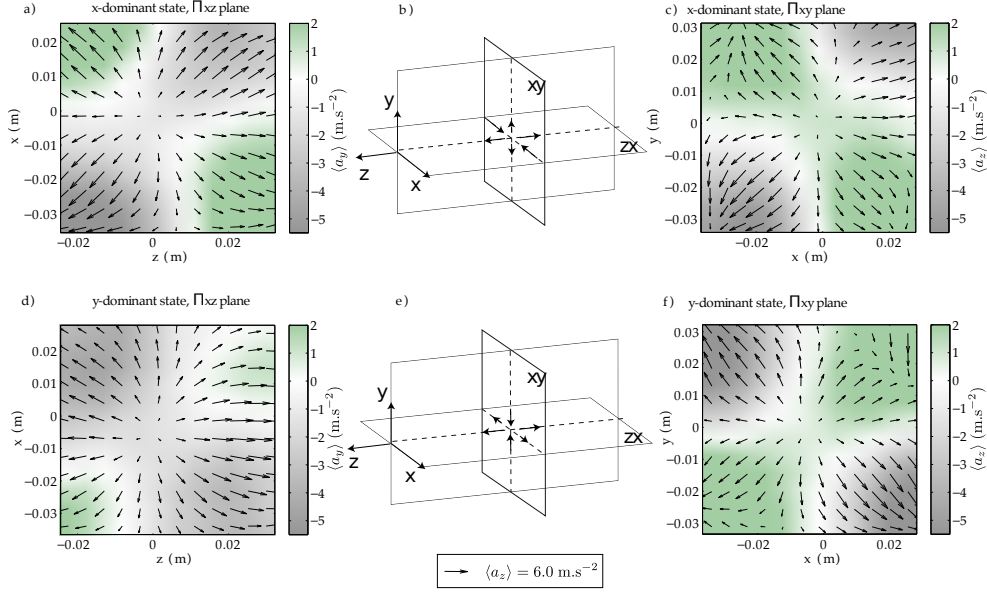 a) x-dominant state, Πxz plane
x (m)
0.02
0.01
0
−0.01
−0.02
−0.03
−0.02 0 0.02
z (m)
2
1
0
−1
−2
−3
−4
−5
⟨a_y⟩ (m.s⁻²)
b)
y
z
x
xy
zx
c) x-dominant state, Πxy plane
y (m)
0.03
0.02
0.01
0
−0.01
−0.02
−0.03
−0.02 0 0.02
x (m)
2
1
0
−1
−2
−3
−4
−5
⟨a_z⟩ (m.s⁻²)
d) y-dominant state, Πxz plane
x (m)
0.02
0.01
0
−0.01
−0.02
−0.03
−0.02 0 0.02
z (m)
2
1
0
−1
−2
−3
−4
−5
⟨a_y⟩ (m.s⁻²)
e)
y
z
x
xy
zx
f) y-dominant state, Πxy plane
y (m)
0.03
0.02
0.01
0
−0.01
−0.02
−0.03
−0.02 0 0.02
x (m)
2
1
0
−1
−2
−3
−4
−5
⟨a_z⟩ (m.s⁻²)
⟨a_z⟩ = 6.0 m.s⁻²